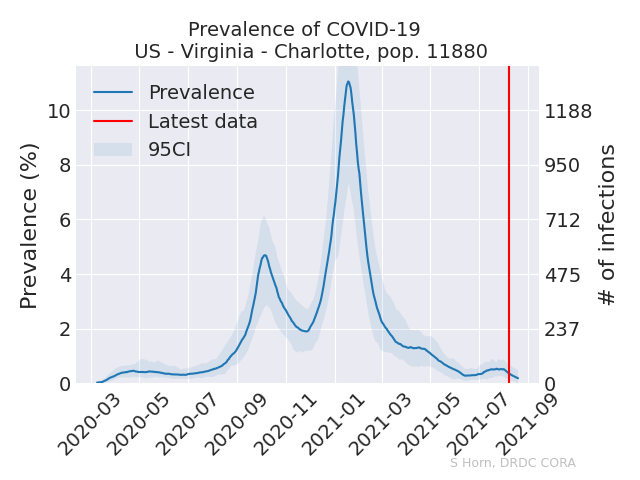 Prevalence of COVID-19
US - Virginia - Charlotte, pop. 11880
Prevalence
Latest data
95CI
Prevalence (%)
10
8
6
4
2
0
# of infections
1188
950
712
475
237
0
2020-03
2020-05
2020-07
2020-09
2020-11
2021-01
2021-03
2021-05
2021-07
2021-09
S Horn, DRDC CORA